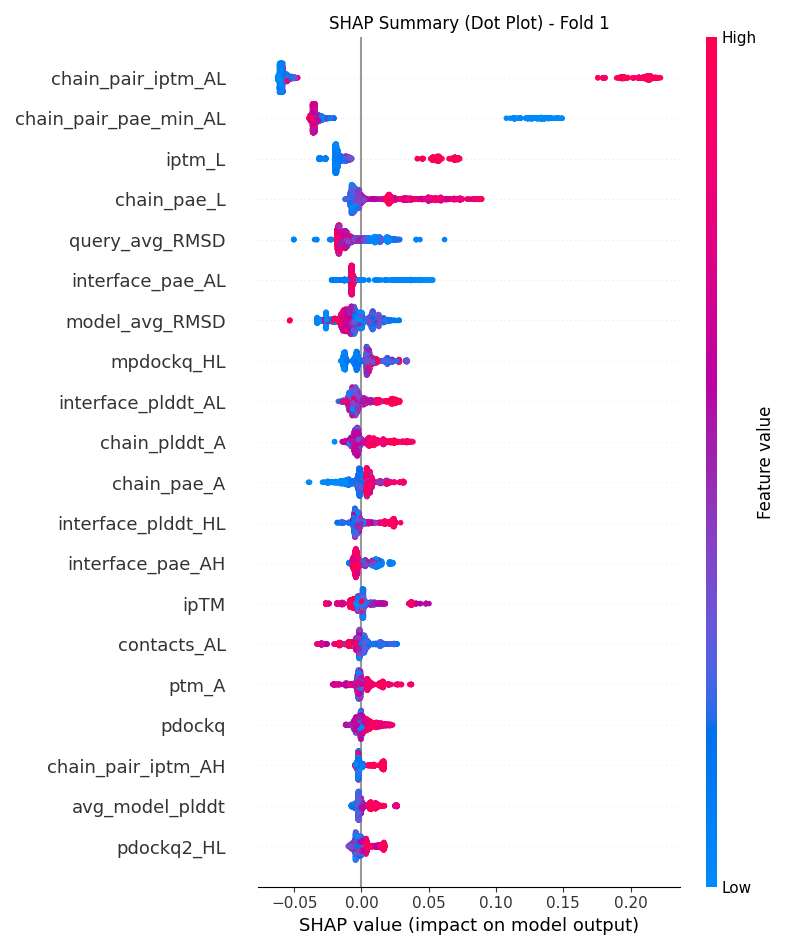 SHAP Summary (Dot Plot) - Fold 1
High
chain_pair_iptm_AL
chain_pair_pae_min_AL
iptm_L
chain_pae_L
query_avg_RMSD
interface_pae_AL
model_avg_RMSD
mpdockq_HL
interface_plddt_AL
chain_plddt_A
chain_pae_A
interface_plddt_HL
interface_pae_AH
ipTM
contacts_AL
ptm_A
pdockq
chain_pair_iptm_AH
avg_model_plddt
pdockq2_HL
Feature value
Low
−0.05 0.00 0.05 0.10 0.15 0.20
SHAP value (impact on model output)